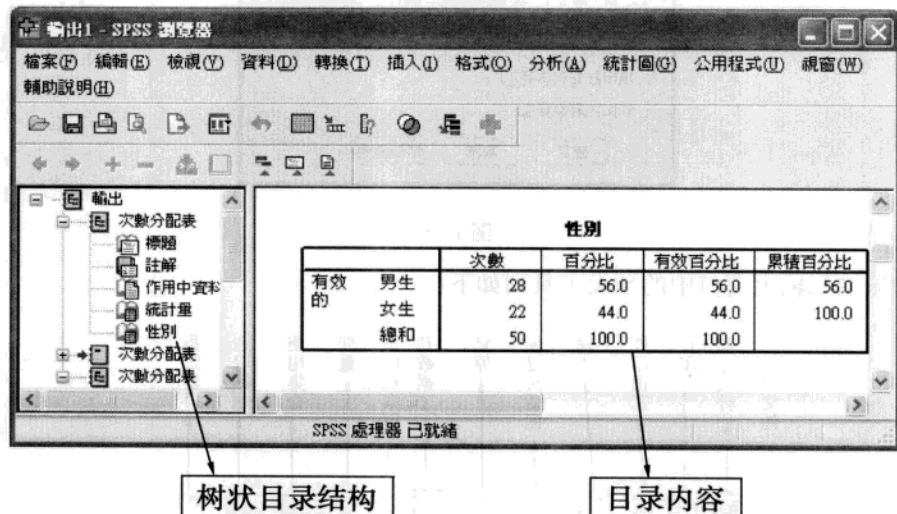 輸出1 - SPSS 瀏覽器
檔案(F) 編輯(E) 檢視(V) 資料(D) 轉換(T) 插入(I) 格式(O) 分析(A) 統計圖(G) 公用程式(U) 視窗(W)
輔助說明(H)
輸出
次數分配表
標題
註解
作用中資料
統計量
性別
次數分配表
次數分配表
性別
次數 百分比 有效百分比 累積百分比
有效的 男生 28 56.0 56.0 56.0
女生 22 44.0 44.0 100.0
總和 50 100.0 100.0
SPSS 處理器 已就緒
树状目录结构
目录内容